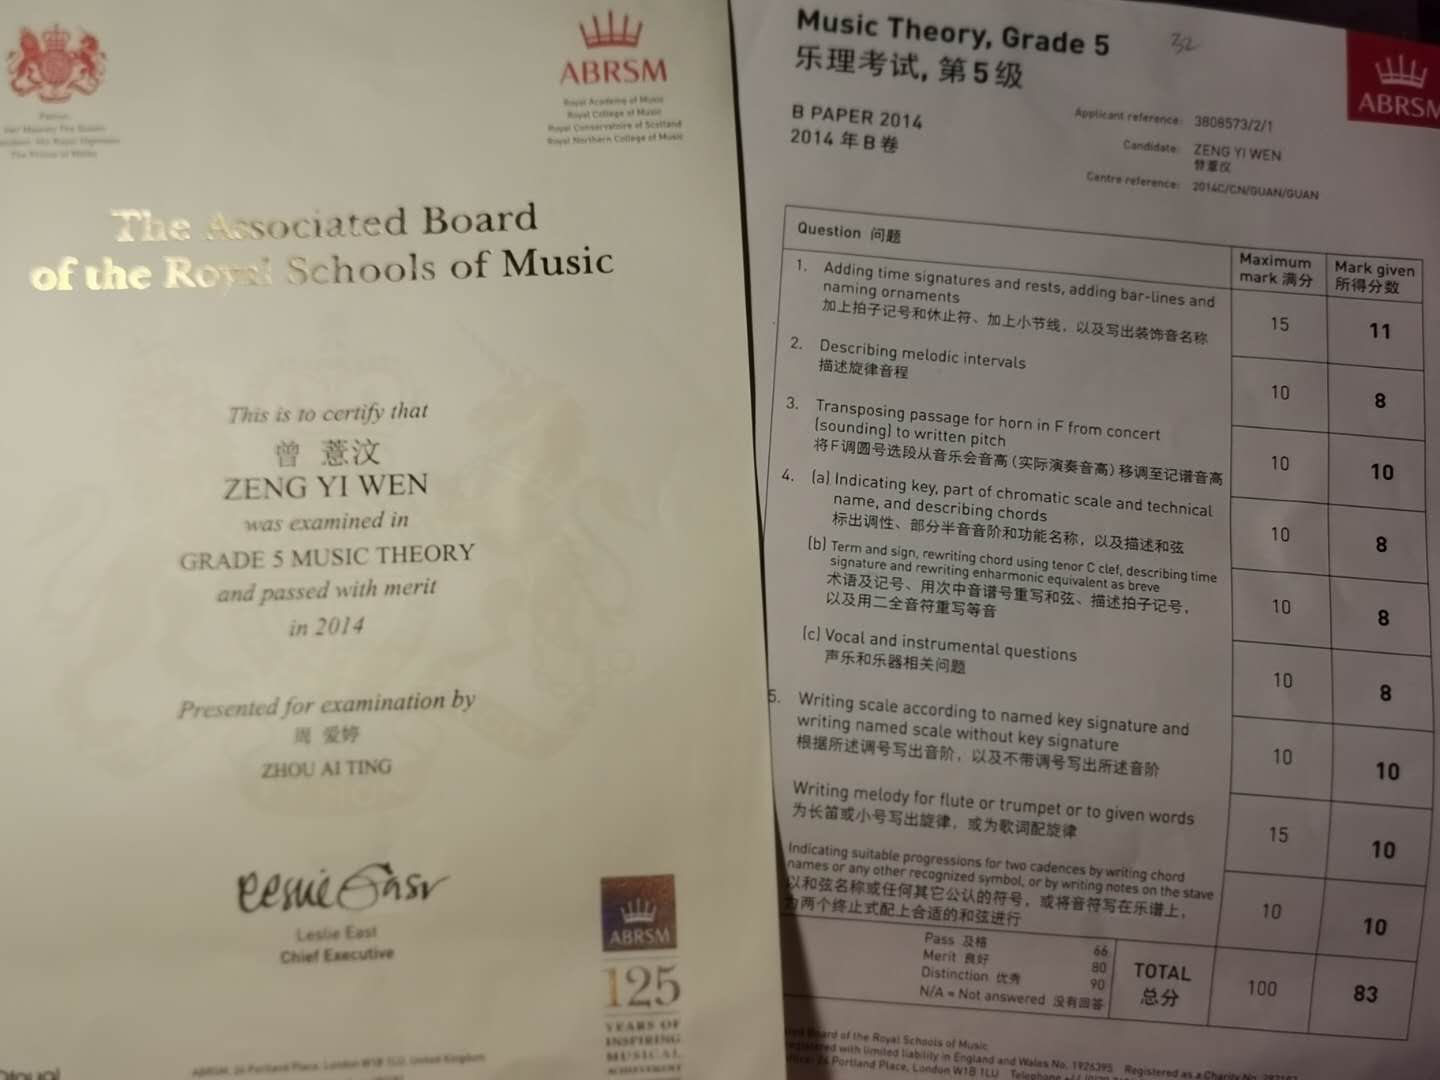 Patron
Her Majesty The Queen
The Prince of Wales
ABRSM
Royal Academy of Music
Royal College of Music
Royal Conservatoire of Scotland
Royal Northern College of Music
The Associated Board
of the Royal Schools of Music
This is to certify that
曾 薏汶
ZENG YI WEN
was examined in
GRADE 5 MUSIC THEORY
and passed with merit
in 2014
Presented for examination by
周 爱婷
ZHOU AI TING
Leslie East
Leslie East
Chief Executive
ABRSM
125
YEARS OF
INSPIRING
MUSICAL
ACHIEVEMENT
ABRSM, 24 Portland Place, London W1B 1LU, United Kingdom
Music Theory, Grade 5
32
乐理考试, 第5级
ABRSM
B PAPER 2014
2014 年 B 卷
Applicant reference: 3808573/2/1
Candidate: ZENG YI WEN
Centre reference: 2014C/CN/GUAN/GUAN
Question 问题
Maximum mark 满分
Mark given 所得分数
1. Adding time signatures and rests, adding bar-lines and
naming ornaments
加上拍子记号和休止符、加上小节线，以及写出装饰音名称
15 11
2. Describing melodic intervals
描述旋律音程
10 8
3. Transposing passage for horn in F from concert
(sounding) to written pitch
将F调圆号选段从音乐会音高 (实际演奏音高) 移调至记谱音高
10 10
4. (a) Indicating key, part of chromatic scale and technical
name, and describing chords
标出调性、部分半音音阶和功能名称，以及描述和弦
10 8
(b) Term and sign, rewriting chord using tenor C clef, describing time
signature and rewriting enharmonic equivalent as breve
术语及记号、用次中音谱号重写和弦、描述拍子记号，
以及用二全音符重写等音
10 8
(c) Vocal and instrumental questions
声乐和乐器相关问题
10 8
5. Writing scale according to named key signature and
writing named scale without key signature
根据所述调号写出音阶，以及不带调号写出所述音阶
10 10
Writing melody for flute or trumpet or to given words
为长笛或小号写出旋律，或为歌词配旋律
15 10
Indicating suitable progressions for two cadences by writing chord
names or any other recognized symbol, or by writing notes on the stave
以和弦名称或任何其它公认的符号，或将音符写在乐谱上，
为两个终止式配上合适的和弦进行
10 10
Pass 及格 66
Merit 良好 80
Distinction 优秀 90
N/A = Not answered 没有回答
TOTAL
总分
100 83
Board of the Royal Schools of Music
registered with limited liability in England and Wales No. 1926395 Registered as a Charity No.
24 Portland Place, London W1B 1LU Telephone